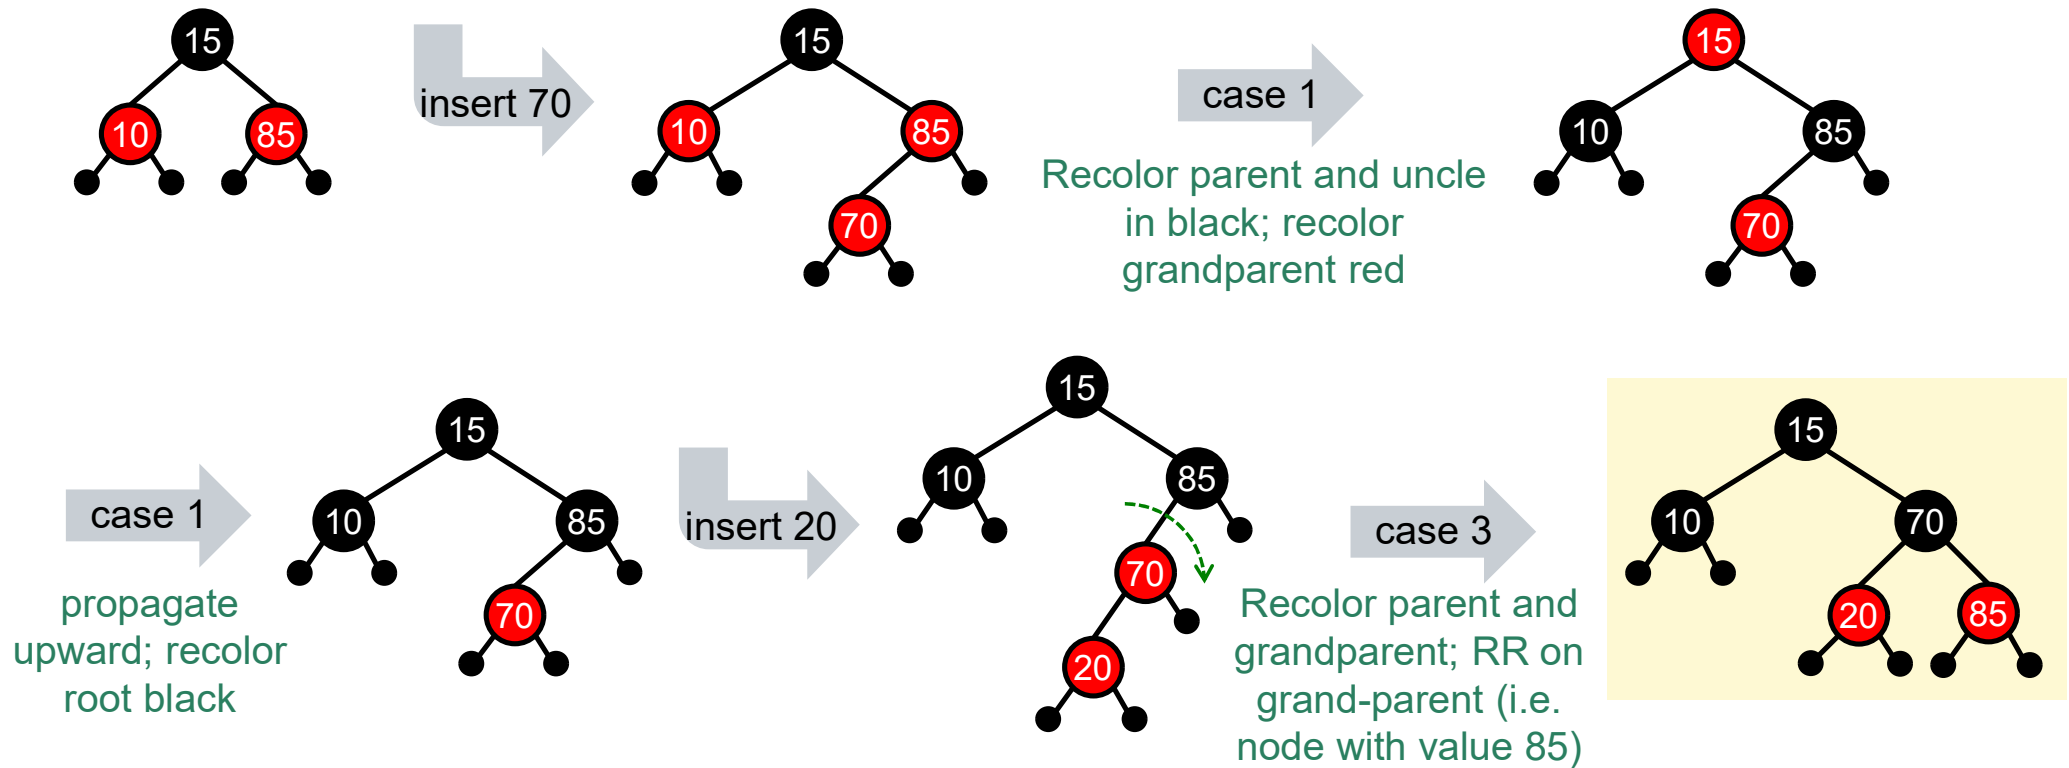 15
10
85
insert 70
15
10
85
70
case 1
Recolor parent and uncle
in black; recolor
grandparent red
15
10
85
70
case 1
propagate
upward; recolor
root black
15
10
85
70
insert 20
15
10
85
70
20
case 3
Recolor parent and
grandparent; RR on
grand-parent (i.e.
node with value 85)
15
10
70
20
85